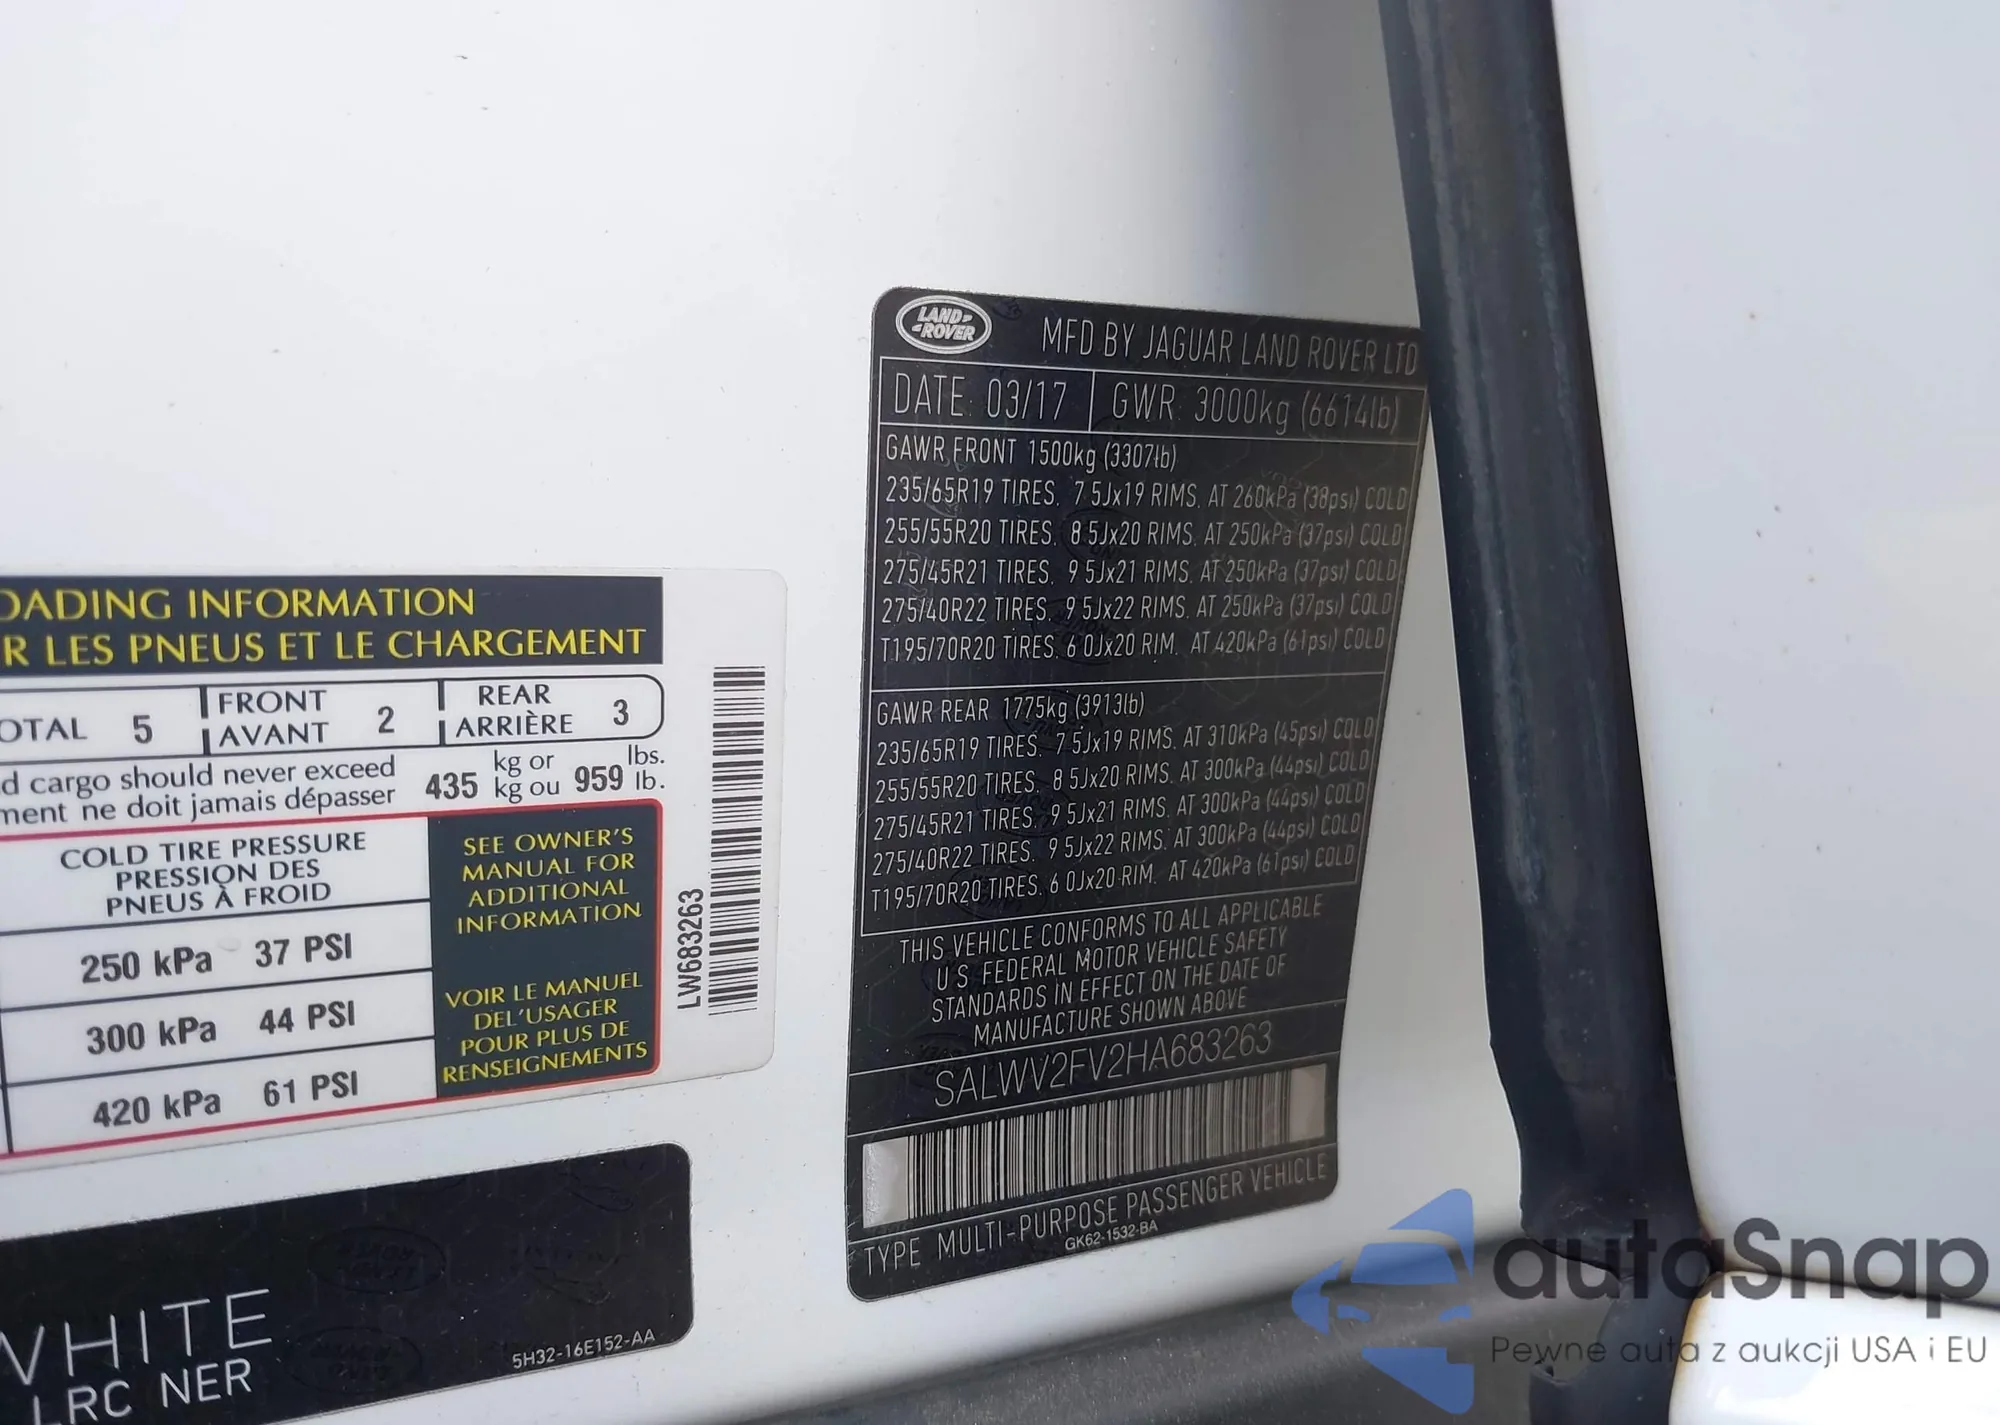 OADING INFORMATION
R LES PNEUS ET LE CHARGEMENT
OTAL 5 FRONT AVANT 2 REAR ARRIÈRE 3
d cargo should never exceed 435 kg or 959 lbs.
ment ne doit jamais dépasser kg ou lb.
COLD TIRE PRESSURE
PRESSION DES
PNEUS À FROID
250 kPa 37 PSI
300 kPa 44 PSI
420 kPa 61 PSI
SEE OWNER'S
MANUAL FOR
ADDITIONAL
INFORMATION
VOIR LE MANUEL
DEL'USAGER
POUR PLUS DE
RENSEIGNEMENTS
LW683263
WHITE
LRC NER
5H32-16E152-AA
LAND
ROVER
MFD BY JAGUAR LAND ROVER LTD
DATE: 03/17 GWR: 3000kg (6614lb)
GAWR FRONT 1500kg (3307lb)
235/65R19 TIRES, 7.5Jx19 RIMS, AT 260kPa (38psi) COLD
255/55R20 TIRES, 8.5Jx20 RIMS, AT 250kPa (37psi) COLD
275/45R21 TIRES, 9.5Jx21 RIMS, AT 250kPa (37psi) COLD
275/40R22 TIRES, 9.5Jx22 RIMS, AT 250kPa (37psi) COLD
T195/70R20 TIRES, 6.0Jx20 RIM, AT 420kPa (61psi) COLD
GAWR REAR 1775kg (3913lb)
235/65R19 TIRES, 7.5Jx19 RIMS, AT 310kPa (45psi) COLD
255/55R20 TIRES, 8.5Jx20 RIMS, AT 300kPa (44psi) COLD
275/45R21 TIRES, 9.5Jx21 RIMS, AT 300kPa (44psi) COLD
275/40R22 TIRES, 9.5Jx22 RIMS, AT 300kPa (44psi) COLD
T195/70R20 TIRES, 6.0Jx20 RIM, AT 420kPa (61psi) COLD
THIS VEHICLE CONFORMS TO ALL APPLICABLE
U.S. FEDERAL MOTOR VEHICLE SAFETY
STANDARDS IN EFFECT ON THE DATE OF
MANUFACTURE SHOWN ABOVE
SALWV2FV2HA683263
TYPE MULTI-PURPOSE PASSENGER VEHICLE
GK62-1532-BA
autaSnap
Pewne auta z aukcji USA i EU